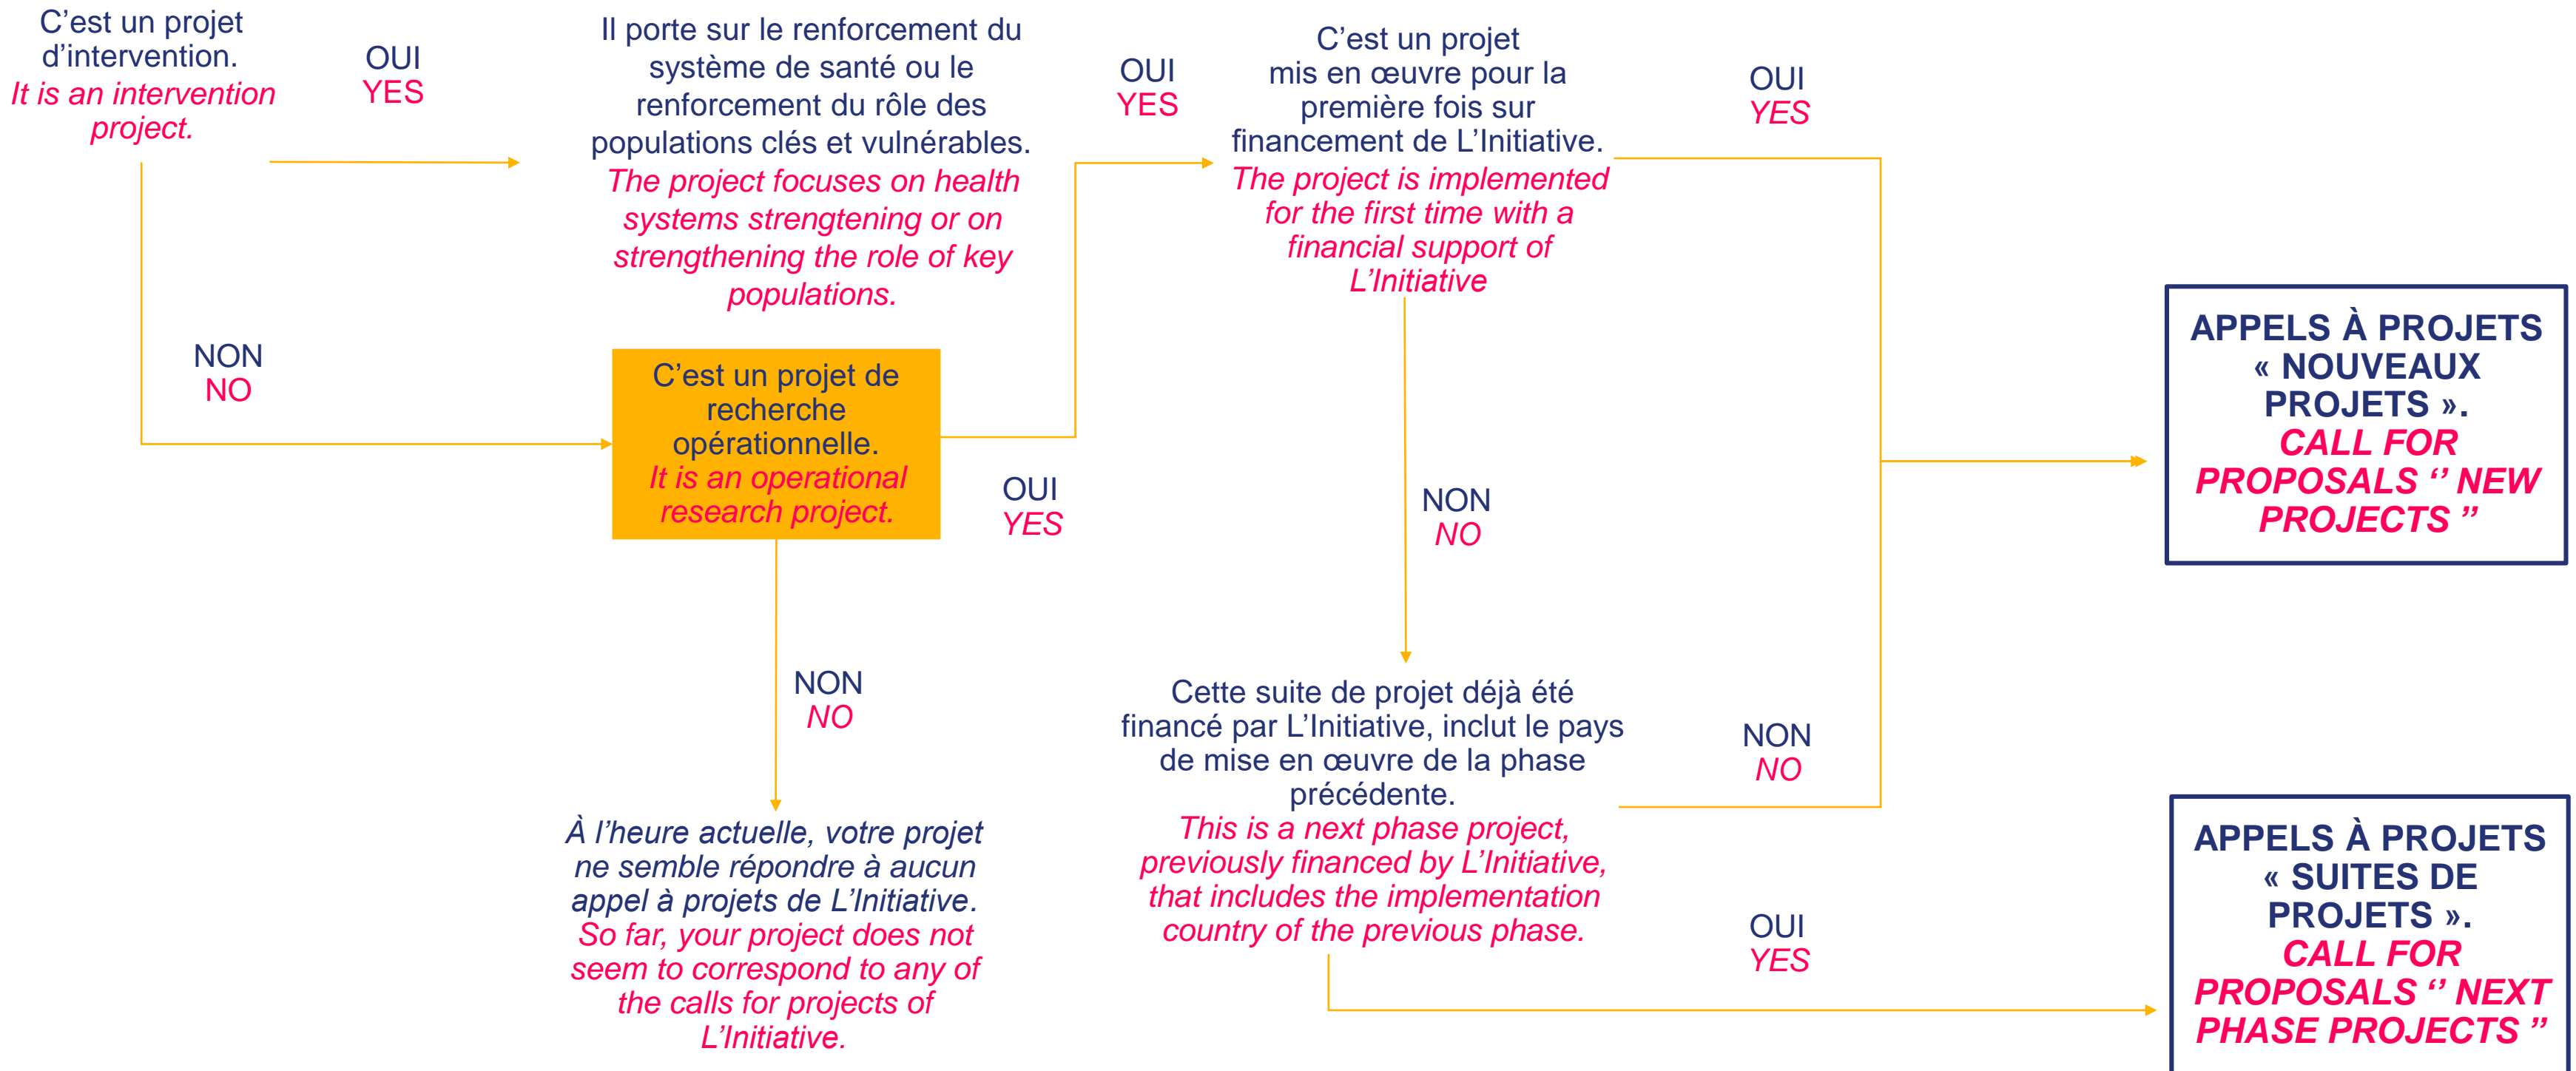 C'est un projet
d'intervention.
It is an intervention
project.
OUI
YES
Il porte sur le renforcement du
système de santé ou le
renforcement du rôle des
populations clés et vulnérables.
The project focuses on health
systems strengtening or on
strengthening the role of key
populations.
OUI
YES
C'est un projet
mis en œuvre pour la
première fois sur
financement de L'Initiative.
The project is implemented
for the first time with a
financial support of
L'Initiative
OUI
YES
NON
NO
C'est un projet de
recherche
opérationnelle.
It is an operational
research project.
OUI
YES
NON
NO
APPELS À PROJETS
« NOUVEAUX
PROJETS ».
CALL FOR
PROPOSALS ‘’ NEW
PROJECTS ’’
NON
NO
À l'heure actuelle, votre projet
ne semble répondre à aucun
appel à projets de L'Initiative.
So far, your project does not
seem to correspond to any of
the calls for projects of
L'Initiative.
Cette suite de projet déjà été
financé par L'Initiative, inclut le pays
de mise en œuvre de la phase
précédente.
This is a next phase project,
previously financed by L'Initiative,
that includes the implementation
country of the previous phase.
NON
NO
OUI
YES
APPELS À PROJETS
« SUITES DE
PROJETS ».
CALL FOR
PROPOSALS ‘’ NEXT
PHASE PROJECTS ’’